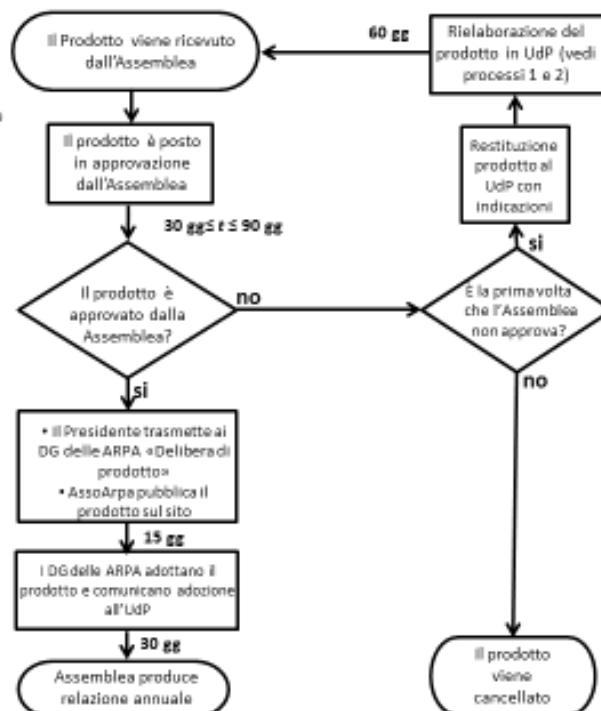 Il Prodotto viene ricevuto
dall'Assemblea
60 gg
Rielaborazione del
prodotto in UdP (vedi
processi 1 e 2)
Il prodotto è posto
in approvazione
dall'Assemblea
Restituzione
prodotto al
UdP con
indicazioni
30 gg≤ t ≤ 90 gg
si
Il prodotto è
approvato dalla
Assemblea?
no
È la prima volta
che l'Assemblea
non approva?
si
no
• Il Presidente trasmette ai
DG delle ARPA «Delibera di
prodotto»
• AssoArpa pubblica il
prodotto sul sito
15 gg
I DG delle ARPA adottano il
prodotto e comunicano adozione
all'UdP
30 gg
Assemblea produce
relazione annuale
Il prodotto
viene
cancellato